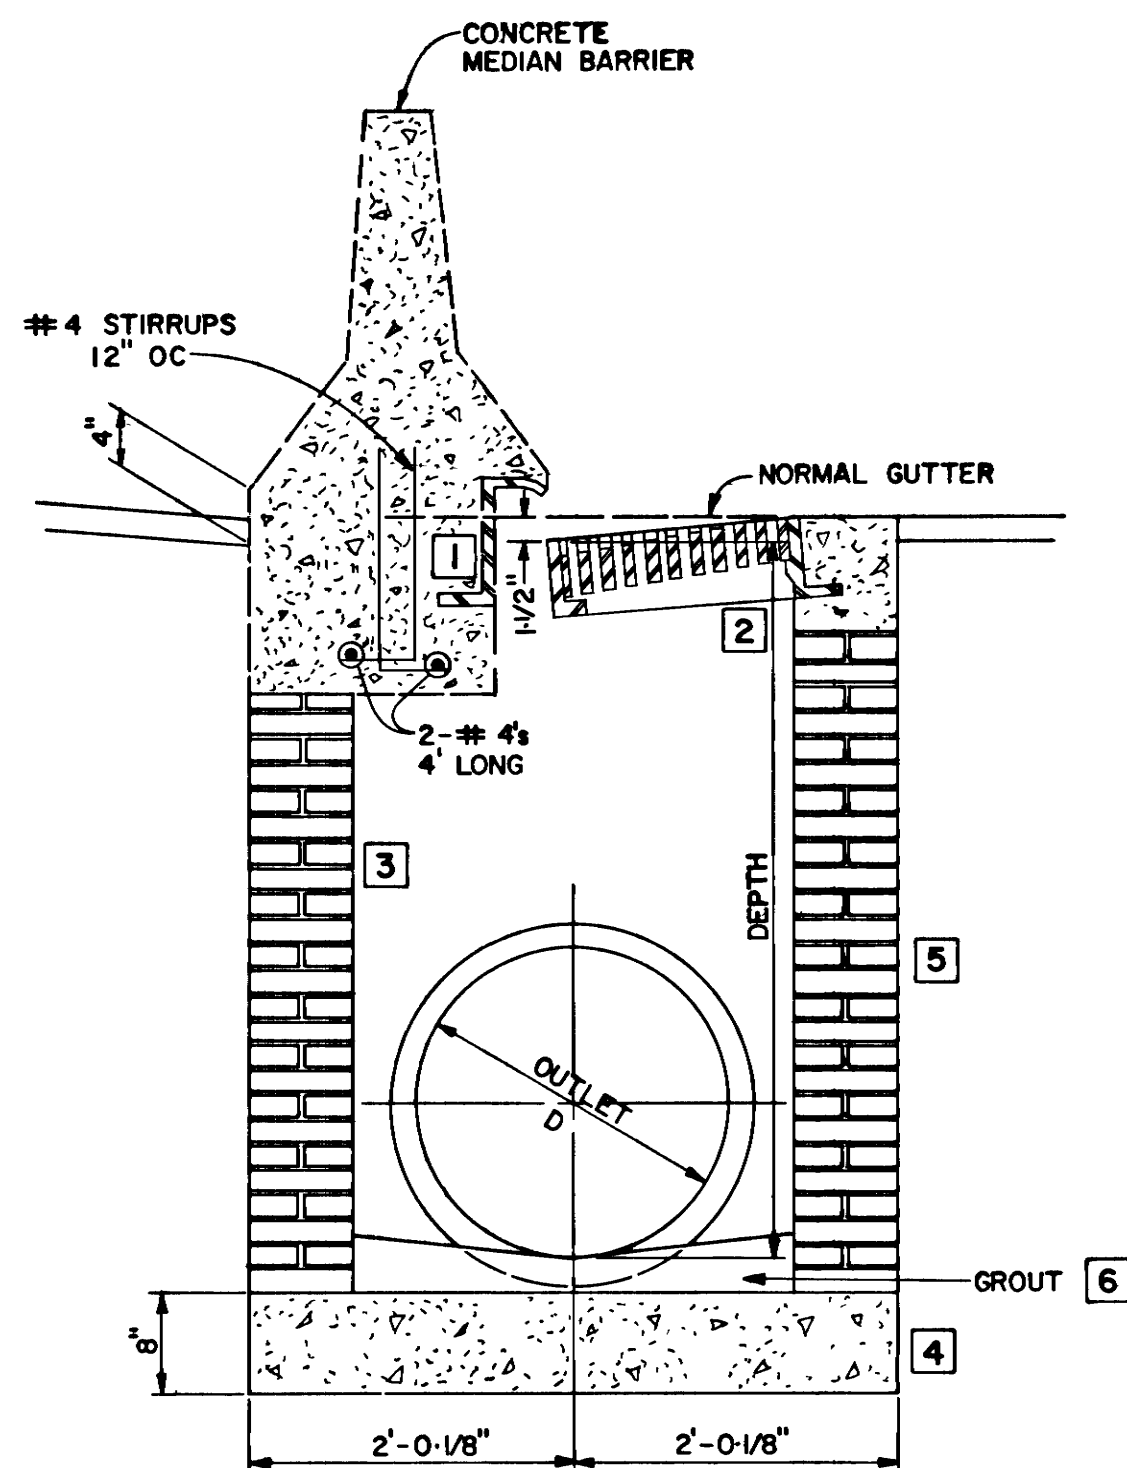 CONCRETE
MEDIAN BARRIER
# 4 STIRRUPS
12" OC
4"
NORMAL GUTTER
1
1-1/2"
2
2-# 4's
4' LONG
3
DEPTH
5
OUTLET
D
GROUT 6
8"
4
2'-0-1/8" 2'-0-1/8"